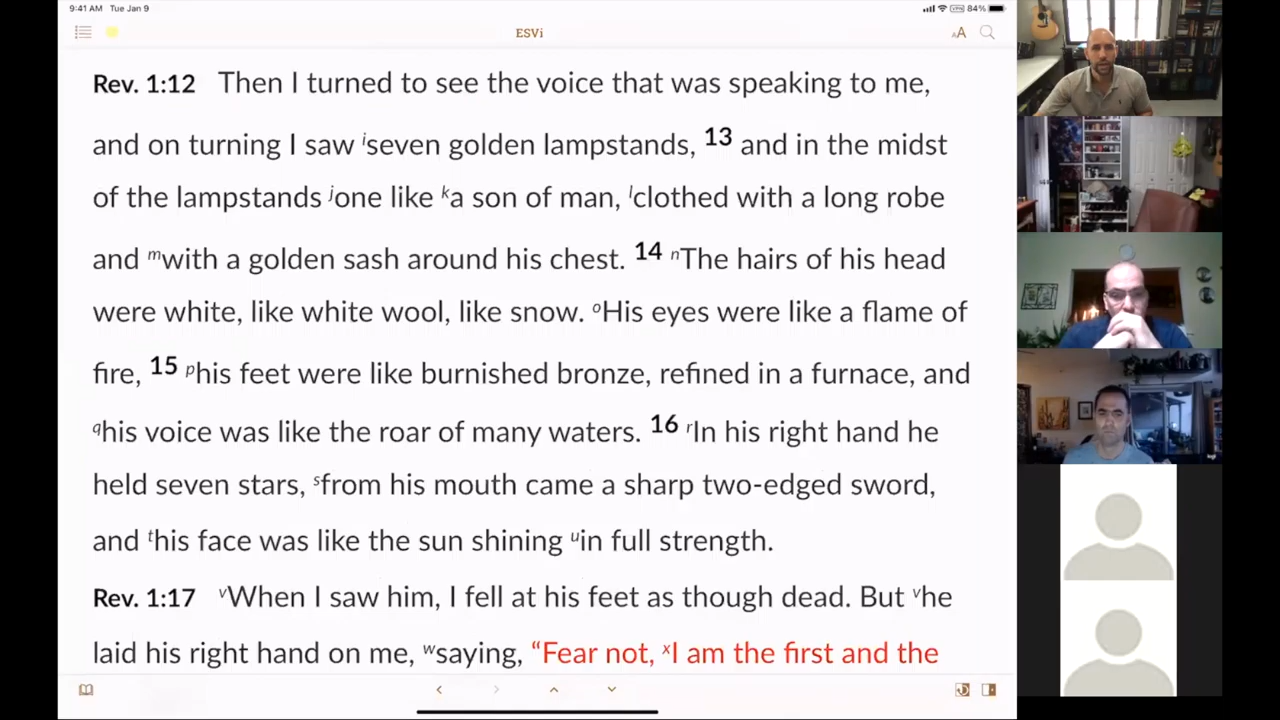 9:41 AM Tue Jan 9
VPN 84%
ESVi
AA
Rev. 1:12 Then I turned to see the voice that was speaking to me,
and on turning I saw iseven golden lampstands, 13 and in the midst
of the lampstands jone like ka son of man, lclothed with a long robe
and mwith a golden sash around his chest. 14 nThe hairs of his head
were white, like white wool, like snow. oHis eyes were like a flame of
fire, 15 phis feet were like burnished bronze, refined in a furnace, and
qhis voice was like the roar of many waters. 16 rIn his right hand he
held seven stars, sfrom his mouth came a sharp two-edged sword,
and this face was like the sun shining uin full strength.
Rev. 1:17 vWhen I saw him, I fell at his feet as though dead. But vhe
laid his right hand on me, wsaying, “Fear not, xI am the first and the